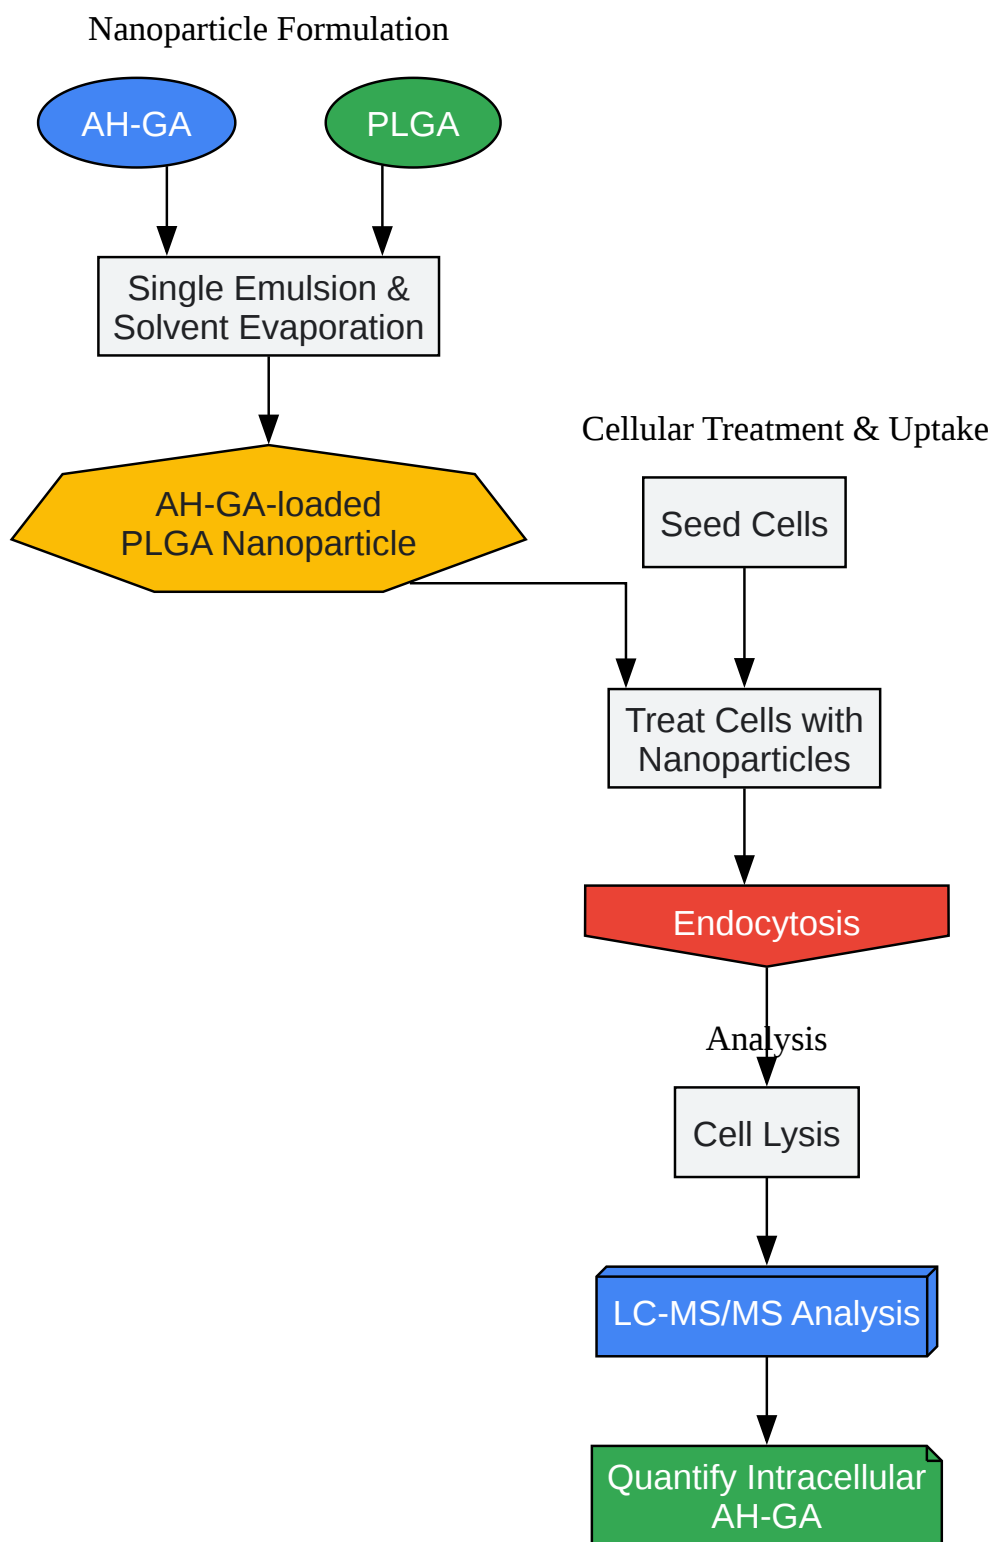 Nanoparticle Formulation
AH-GA
PLGA
Single Emulsion &
Solvent Evaporation
AH-GA-loaded
PLGA Nanoparticle
Cellular Treatment & Uptake
Seed Cells
Treat Cells with
Nanoparticles
Endocytosis
Analysis
Cell Lysis
LC-MS/MS Analysis
Quantify Intracellular
AH-GA